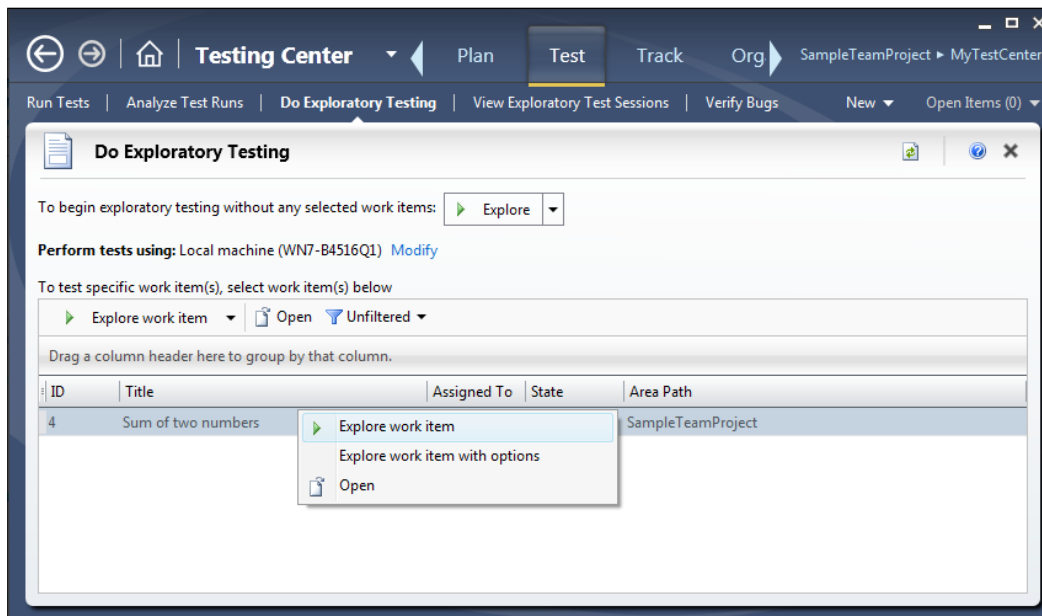 Testing Center Plan Test Track Org SampleTeamProject ▸ MyTestCenter
Run Tests | Analyze Test Runs | Do Exploratory Testing | View Exploratory Test Sessions | Verify Bugs New Open Items (0)
Do Exploratory Testing
To begin exploratory testing without any selected work items: Explore
Perform tests using: Local machine (WN7-B4516Q1) Modify
To test specific work item(s), select work item(s) below
Explore work item Open Unfiltered
Drag a column header here to group by that column.
ID Title Assigned To State Area Path
4 Sum of two numbers SampleTeamProject
Explore work item
Explore work item with options
Open